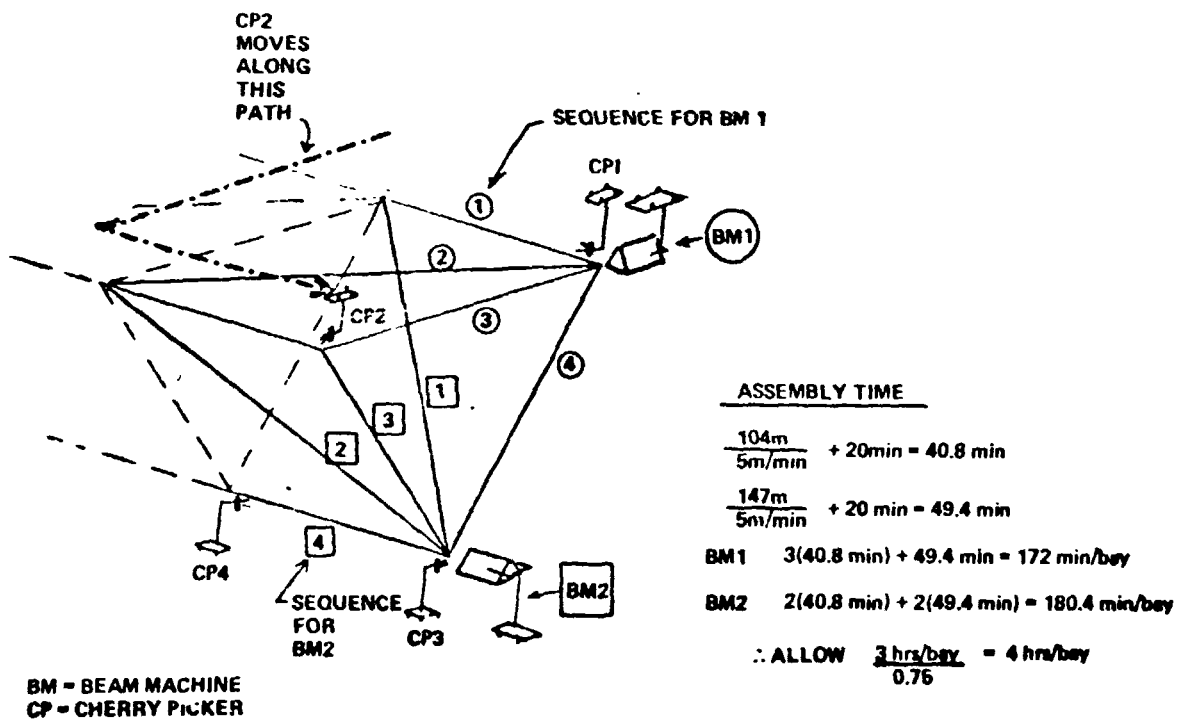 CP2
MOVES
ALONG
THIS
PATH
SEQUENCE FOR BM 1
CP1
1
BM1
2
CP2
3
4
1
3
2
ASSEMBLY TIME
104m
5m/min + 20min = 40.8 min
147m
5m/min + 20 min = 49.4 min
BM1 3(40.8 min) + 49.4 min = 172 min/bay
BM2 2(40.8 min) + 2(49.4 min) = 180.4 min/bay
∴ ALLOW 3 hrs/bay = 4 hrs/bay
0.76
4
CP4
SEQUENCE
FOR
BM2
CP3
BM2
BM = BEAM MACHINE
CP = CHERRY PICKER